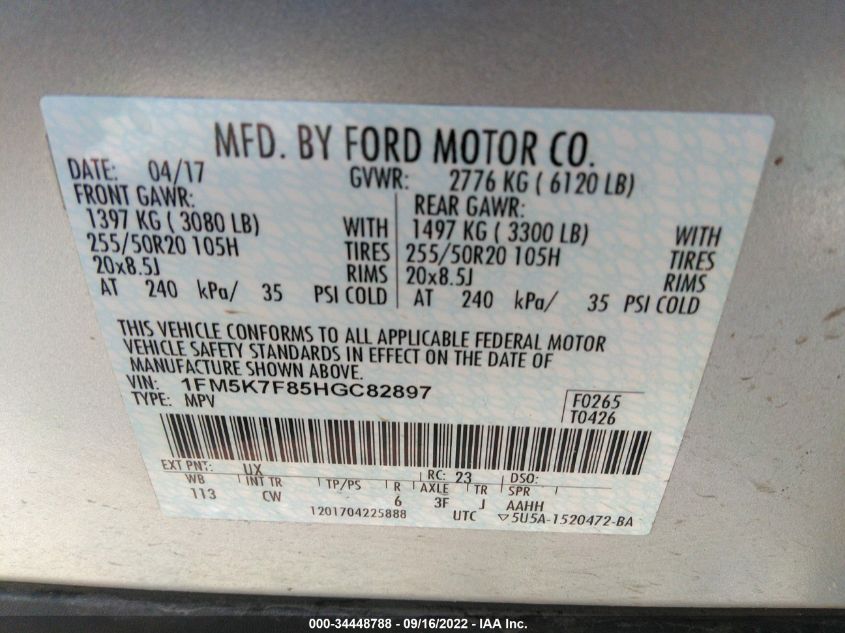 MFD. BY FORD MOTOR CO.
DATE: 04/17 GVWR: 2776 KG ( 6120 LB)
FRONT GAWR: REAR GAWR:
1397 KG ( 3080 LB) WITH 1497 KG ( 3300 LB) WITH
255/50R20 105H TIRES 255/50R20 105H TIRES
20x8.5J RIMS 20x8.5J RIMS
AT 240 kPa/ 35 PSI COLD AT 240 kPa/ 35 PSI COLD
THIS VEHICLE CONFORMS TO ALL APPLICABLE FEDERAL MOTOR
VEHICLE SAFETY STANDARDS IN EFFECT ON THE DATE OF
MANUFACTURE SHOWN ABOVE.
VIN: 1FM5K7F85HGC82897 F0265
TYPE: MPV T0426
EXT PNT: UX RC: 23 DSO:
WB INT TR TP/PS R AXLE TR SPR
113 CW 6 3F J AAHH
1201704225888 UTC ▽5U5A-1520472-BA
000-34448788 - 09/16/2022 - IAA Inc.